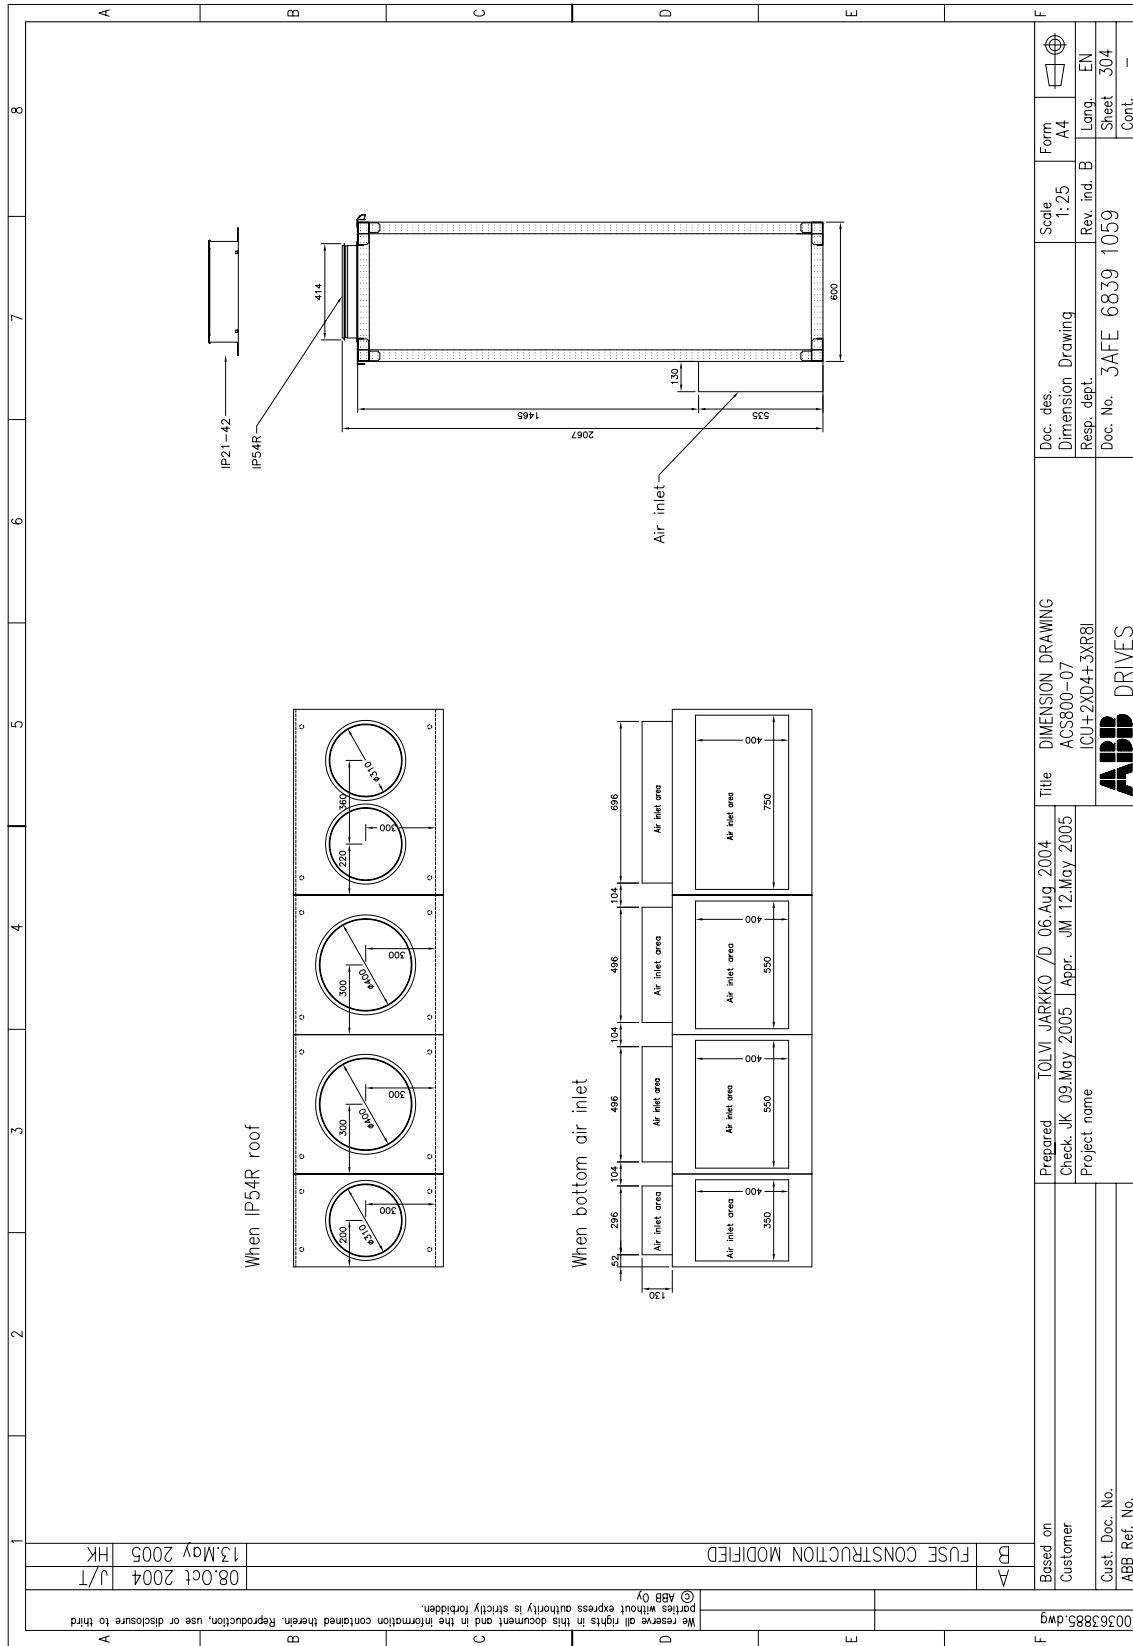 1 2 3 4 5 6 7 8
A A
B B
C C
D D
E E
F F
IP21-42
IP54R
414
600
130
1465
535
2067
Air inlet
When IP54R roof
200
ø310
300
300
ø400
300
300
ø400
300
220
360
ø310
300
When bottom air inlet
130
52 296 104 496 104 496 104 696
Air inlet area
Air inlet area
Air inlet area
Air inlet area
Air inlet area
Air inlet area
Air inlet area
Air inlet area
400
350
400
550
400
550
400
750
A 08.Oct 2004 J/T
B FUSE CONSTRUCTION MODIFIED 13.May 2005 HK
We reserve all rights in this document and in the information contained therein. Reproduction, use or disclosure to third
parties without express authority is strictly forbidden.
© ABB Oy
00363885.dwg
Based on
Customer
Cust. Doc. No.
ABB Ref. No.
Prepared TOLVI JARKKO /D 06.Aug 2004
Check. JK 09.May 2005 Appr. JM 12.May 2005
Project name
Title DIMENSION DRAWING
ACS800-07
ICU+2XD4+3XR8I
ABB DRIVES
Doc. des.
Dimension Drawing
Resp. dept.
Doc. No. 3AFE 6839 1059
Scale
1:25
Form
A4
Rev. ind. B
Lang. EN
Sheet 304
Cont. -